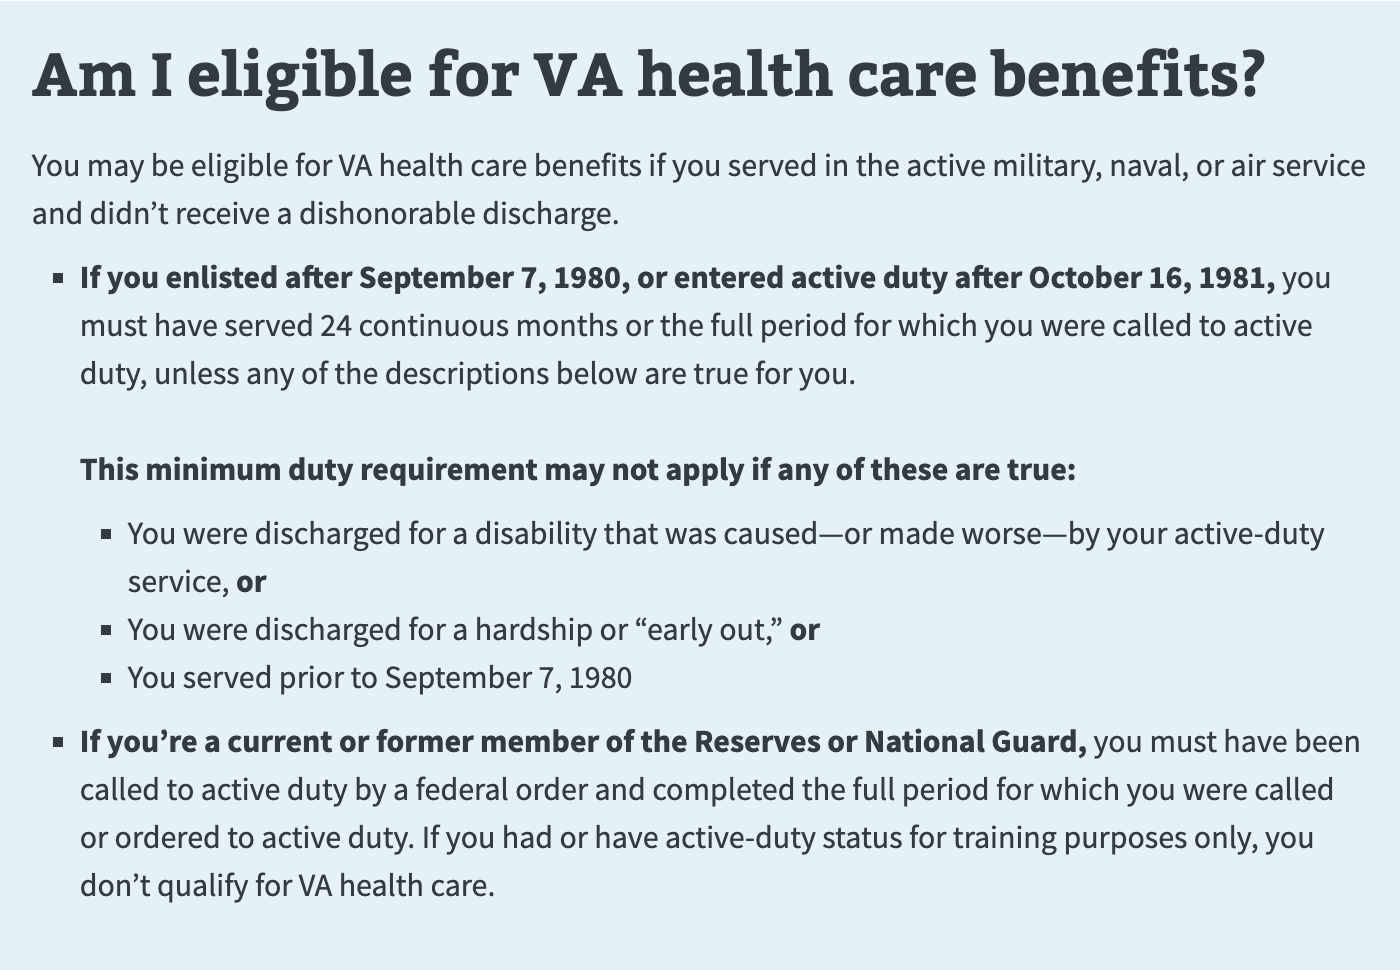 Am I eligible for VA health care benefits?
You may be eligible for VA health care benefits if you served in the active military, naval, or air service
and didn’t receive a dishonorable discharge.
▪ If you enlisted after September 7, 1980, or entered active duty after October 16, 1981, you
must have served 24 continuous months or the full period for which you were called to active
duty, unless any of the descriptions below are true for you.
This minimum duty requirement may not apply if any of these are true:
▪ You were discharged for a disability that was caused—or made worse—by your active-duty
service, or
▪ You were discharged for a hardship or “early out,” or
▪ You served prior to September 7, 1980
▪ If you’re a current or former member of the Reserves or National Guard, you must have been
called to active duty by a federal order and completed the full period for which you were called
or ordered to active duty. If you had or have active-duty status for training purposes only, you
don’t qualify for VA health care.